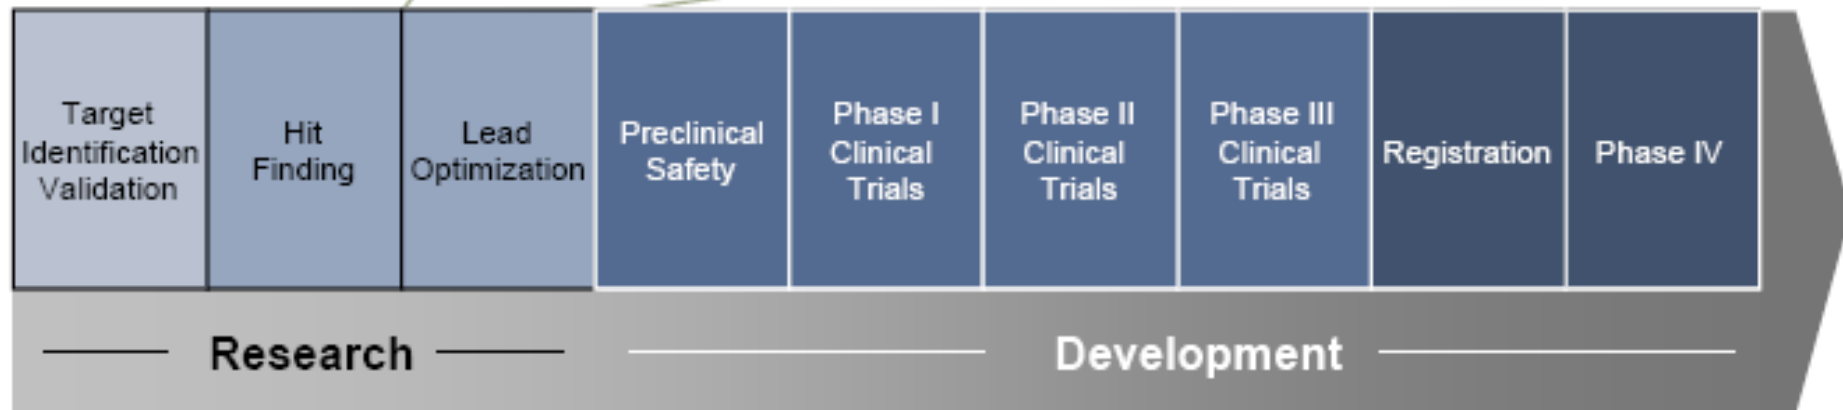 Target
Identification
Validation
Hit
Finding
Lead
Optimization
Preclinical
Safety
Phase I
Clinical
Trials
Phase II
Clinical
Trials
Phase III
Clinical
Trials
Registration
Phase IV
Research
Development